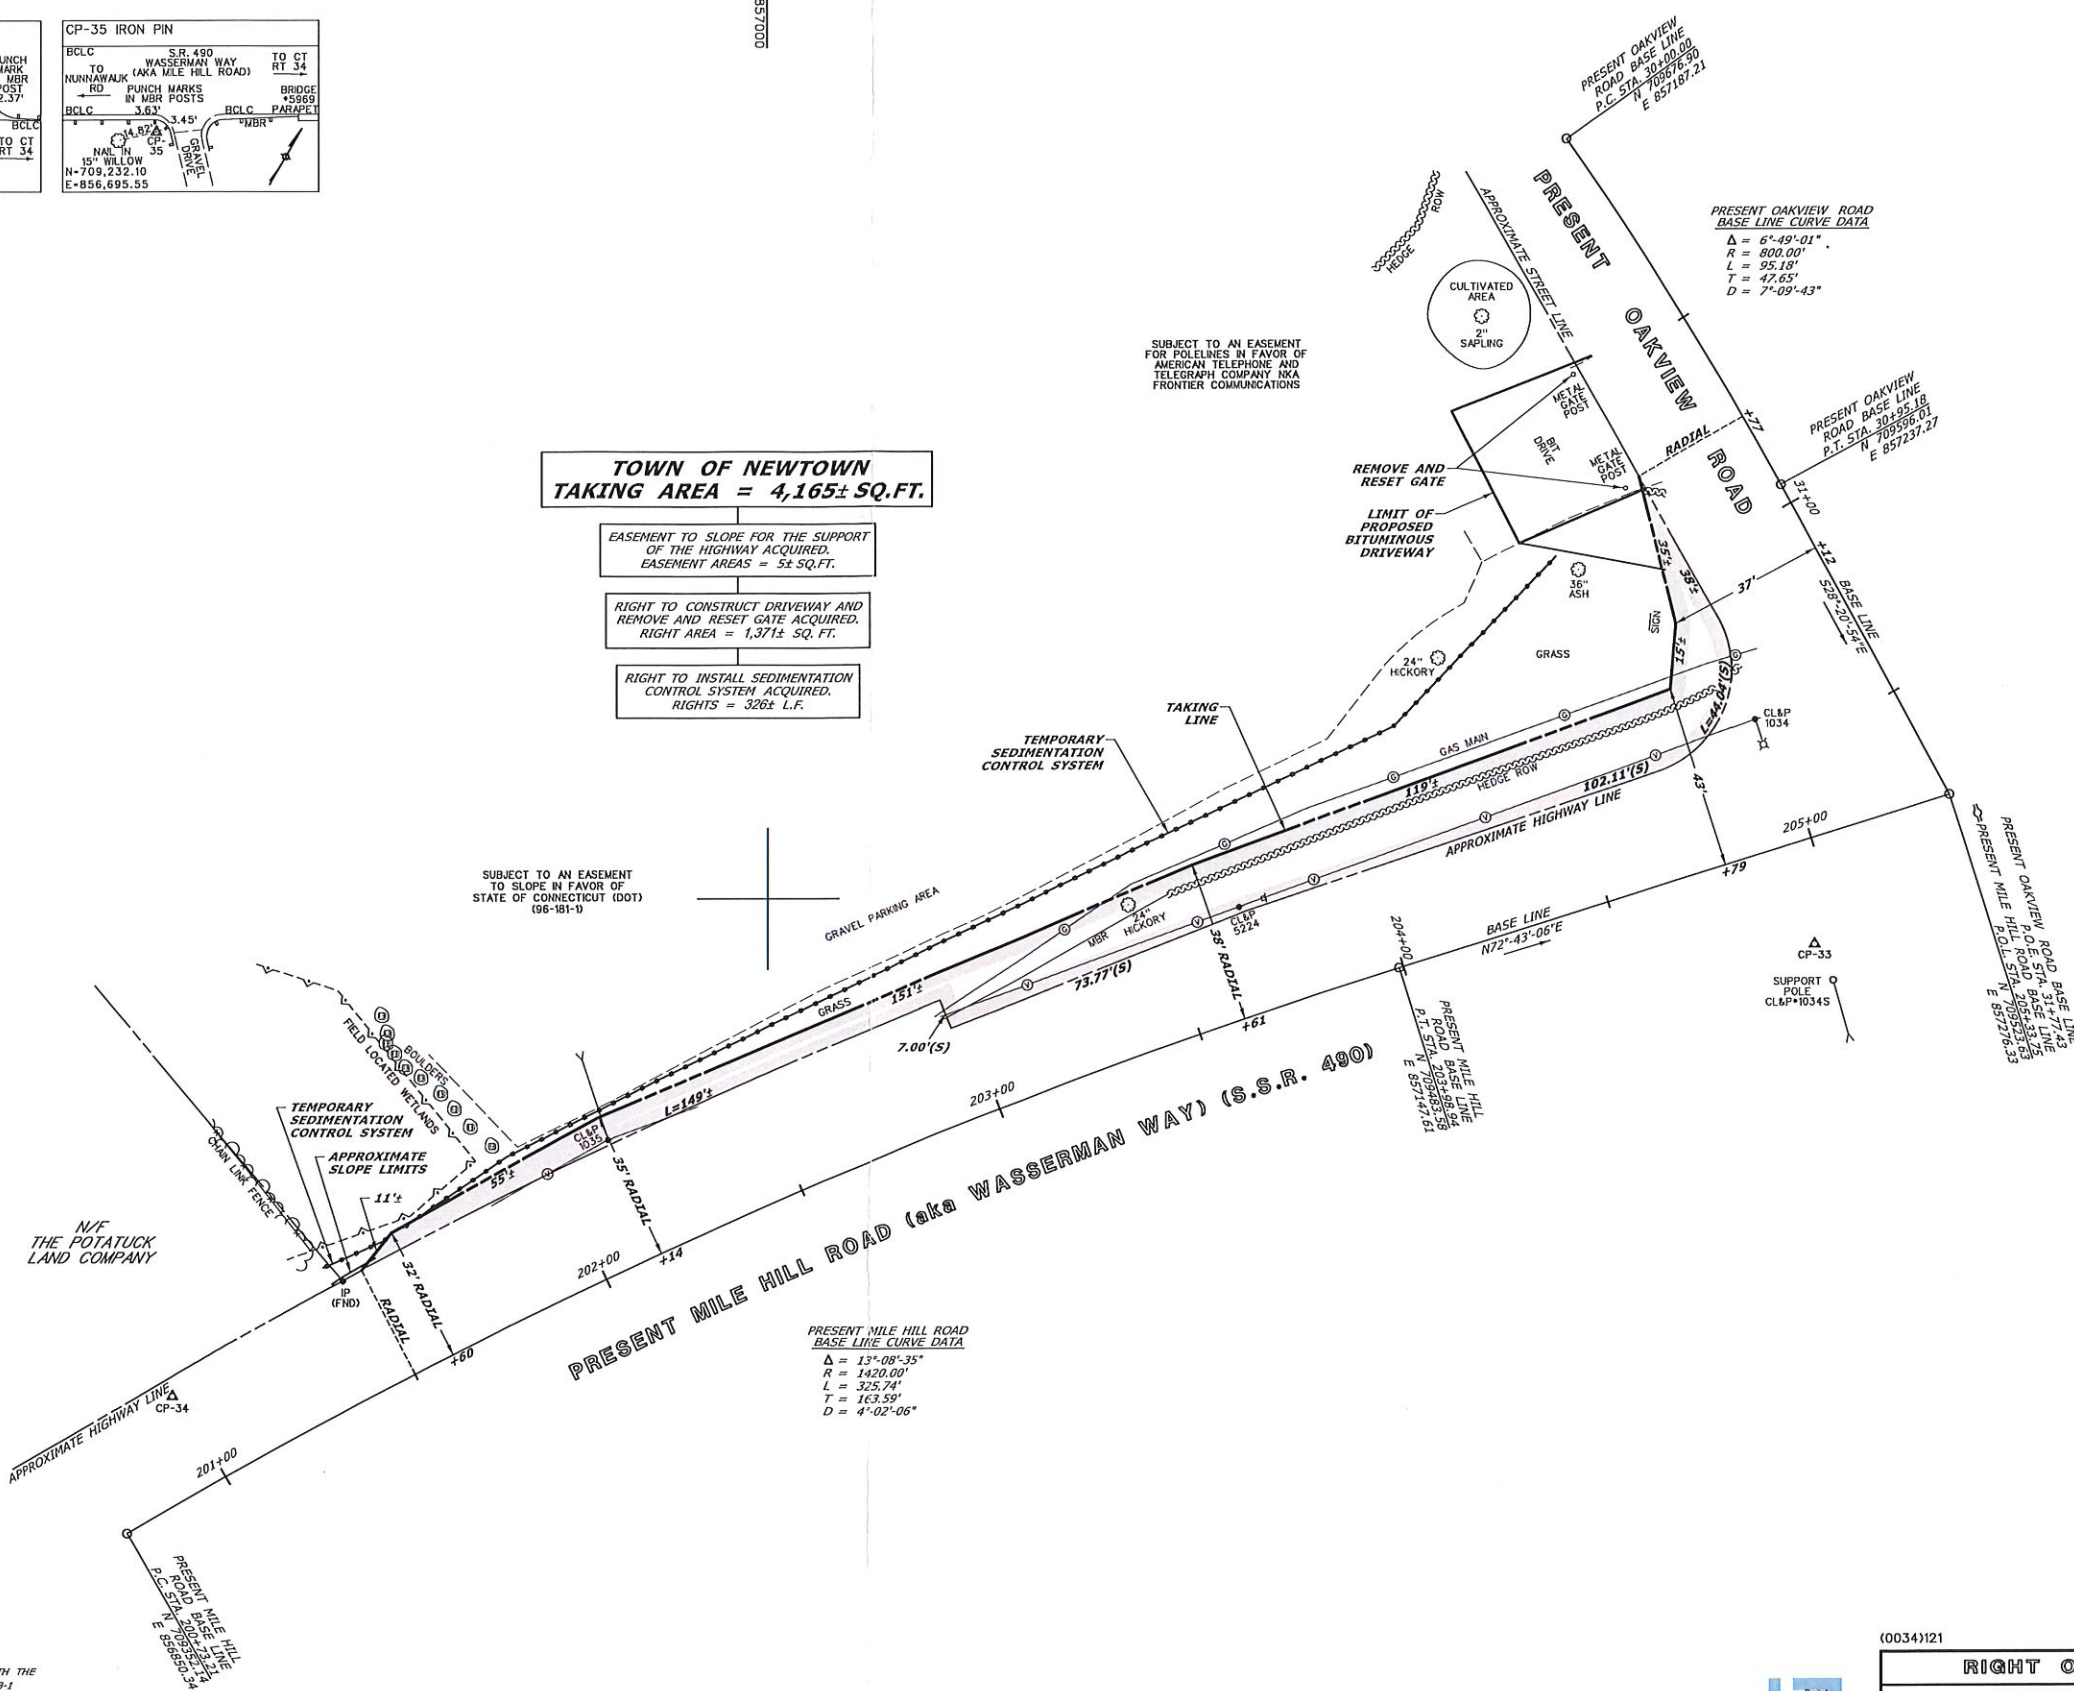 857000
UNCH
MARK
MBR
POST
2.37'
BCLC
TO CT
RT 34
CP-35 IRON PIN
BCLC
S.R. 490
WASSERMAN WAY
(AKA MILE HILL ROAD)
TO CT
RT 34
TO
NUNNAWAUK
RD
PUNCH MARKS
IN MBR POSTS
BRIDGE
•5969
PARAPET
BCLC
3.63'
3.45'
BCLC
"MBR"
14.82'
CP-
35
NAIL IN
15" WILLOW
GRAVEL
DRIVE
N=709,232.10
E=856,695.55
PRESENT OAKVIEW
ROAD BASE LINE
P.C. STA. 30+00.00
N 709676.90
E 857187.21
PRESENT OAKVIEW ROAD
BASE LINE CURVE DATA
Δ = 6°-49'-01"
R = 800.00'
L = 95.18'
T = 47.65'
D = 7°-09'-43"
PRESENT OAKVIEW ROAD
APPROXIMATE STREET LINE
HEDGE ROW
CULTIVATED
AREA
2"
SAPLING
SUBJECT TO AN EASEMENT
FOR POLELINES IN FAVOR OF
AMERICAN TELEPHONE AND
TELEGRAPH COMPANY NKA
FRONTIER COMMUNICATIONS
METAL
GATE
POST
BIT
DRIVE
METAL
GATE
POST
RADIAL
+77
PRESENT OAKVIEW
ROAD BASE LINE
P.T. STA. 30+95.18
N 709596.01
E 857237.27
31+00
+12
BASE LINE
S28°-20'-54"E
REMOVE AND
RESET GATE
LIMIT OF
PROPOSED
BITUMINOUS
DRIVEWAY
TOWN OF NEWTOWN
TAKING AREA = 4,165± SQ.FT.
EASEMENT TO SLOPE FOR THE SUPPORT
OF THE HIGHWAY ACQUIRED.
EASEMENT AREAS = 5± SQ.FT.
RIGHT TO CONSTRUCT DRIVEWAY AND
REMOVE AND RESET GATE ACQUIRED.
RIGHT AREA = 1,371± SQ. FT.
RIGHT TO INSTALL SEDIMENTATION
CONTROL SYSTEM ACQUIRED.
RIGHTS = 326± L.F.
36"
ASH
35'±
38'±
37'
SIGN
15'±
GRASS
24"
HICKORY
L=44.04'(S)
CL&P
1034
TAKING
LINE
TEMPORARY
SEDIMENTATION
CONTROL SYSTEM
GAS MAIN
G
G
G
G
G
119'±
HEDGE ROW
102.11'(S)
V
V
V
V
V
V
APPROXIMATE HIGHWAY LINE
43'
205+00
+79
PRESENT OAKVIEW ROAD BASE LINE
P.O.E. STA. 31+77.43
=PRESENT MILE HILL ROAD BASE LINE
P.O.L. STA. 205+33.75
N 709523.63
E 857276.33
SUBJECT TO AN EASEMENT
TO SLOPE IN FAVOR OF
STATE OF CONNECTICUT (DOT)
(96-181-1)
GRAVEL PARKING AREA
24"
HICKORY
MBR
CL&P
5224
38' RADIAL
204+00
BASE LINE
N72°-43'-06"E
CP-33
SUPPORT
POLE
CL&P•1034S
73.77'(S)
151'±
GRASS
7.00'(S)
+61
PRESENT MILE HILL
ROAD BASE LINE
P.T. STA. 203+98.94
N 709483.58
E 857147.61
203+00
BOULDERS
FIELD LOCATED WETLANDS
L=149'±
CL&P
1035
TEMPORARY
SEDIMENTATION
CONTROL SYSTEM
APPROXIMATE
SLOPE LIMITS
11'±
55'±
35' RADIAL
CHAIN LINK FENCE
N/F
THE POTATUCK
LAND COMPANY
IP
(FND)
32' RADIAL
RADIAL
202+00
+14
PRESENT MILE HILL ROAD (aka WASSERMAN WAY) (S.S.R. 490)
+60
PRESENT MILE HILL ROAD
BASE LINE CURVE DATA
Δ = 13°-08'-35"
R = 1420.00'
L = 325.74'
T = 163.59'
D = 4°-02'-06"
APPROXIMATE HIGHWAY LINE
CP-34
201+00
PRESENT MILE HILL
ROAD BASE LINE
P.C. STA. 200+73.21
N 709352.14
E 856850.34
TH THE
3-1
(0034)121
RIGHT O